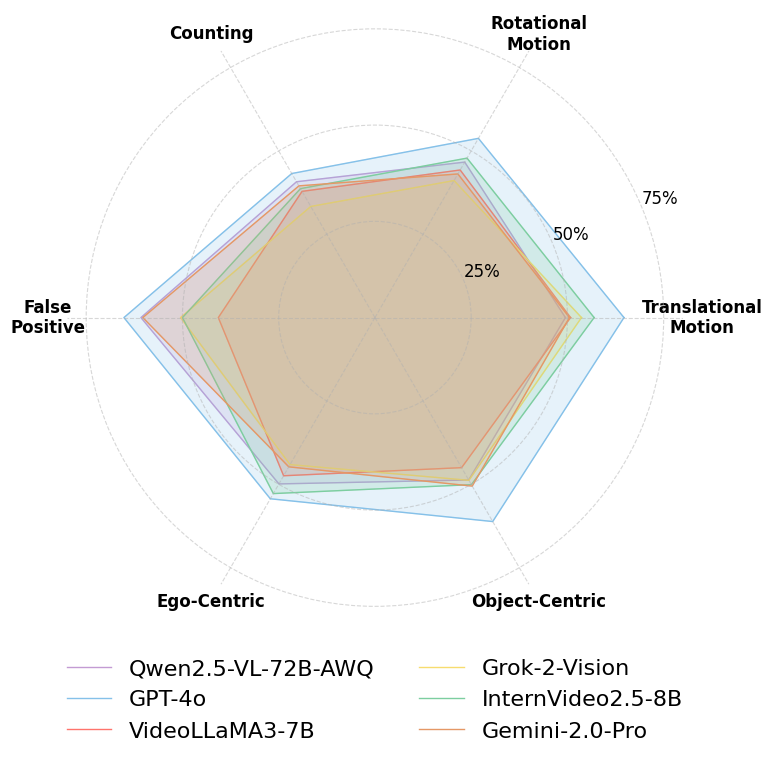 Counting
Rotational
Motion
75%
50%
25%
False
Positive
Translational
Motion
Ego-Centric
Object-Centric
Qwen2.5-VL-72B-AWQ
GPT-4o
VideoLLaMA3-7B
Grok-2-Vision
InternVideo2.5-8B
Gemini-2.0-Pro